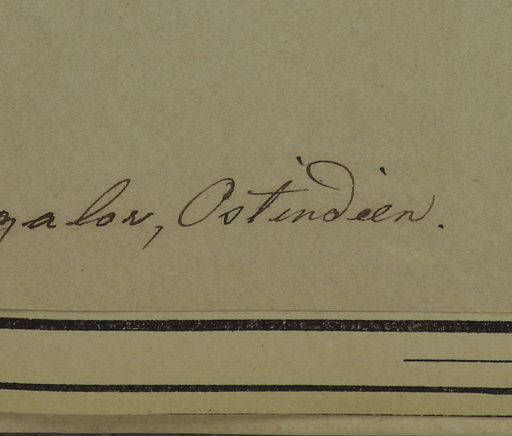 galor, Ostindien.